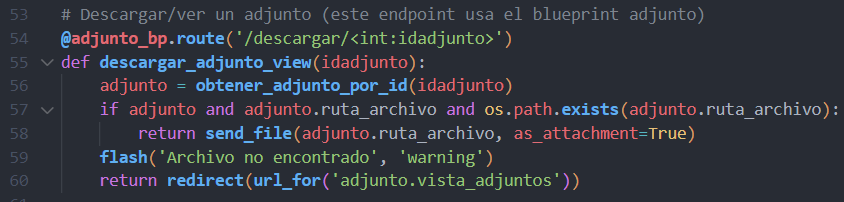 53 # Descargar/ver un adjunto (este endpoint usa el blueprint adjunto)
54 @adjunto_bp.route('/descargar/<int:idadjunto>')
55 def descargar_adjunto_view(idadjunto):
56     adjunto = obtener_adjunto_por_id(idadjunto)
57     if adjunto and adjunto.ruta_archivo and os.path.exists(adjunto.ruta_archivo):
58         return send_file(adjunto.ruta_archivo, as_attachment=True)
59     flash('Archivo no encontrado', 'warning')
60     return redirect(url_for('adjunto.vista_adjuntos'))